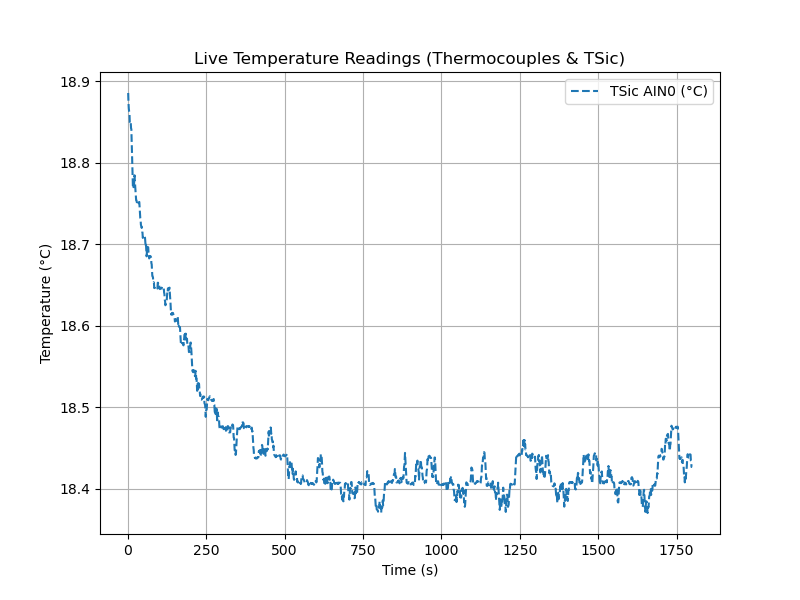 Live Temperature Readings (Thermocouples & TSic)
TSic AIN0 (°C)
18.9
18.8
18.7
18.6
18.5
18.4
Temperature (°C)
0 250 500 750 1000 1250 1500 1750
Time (s)